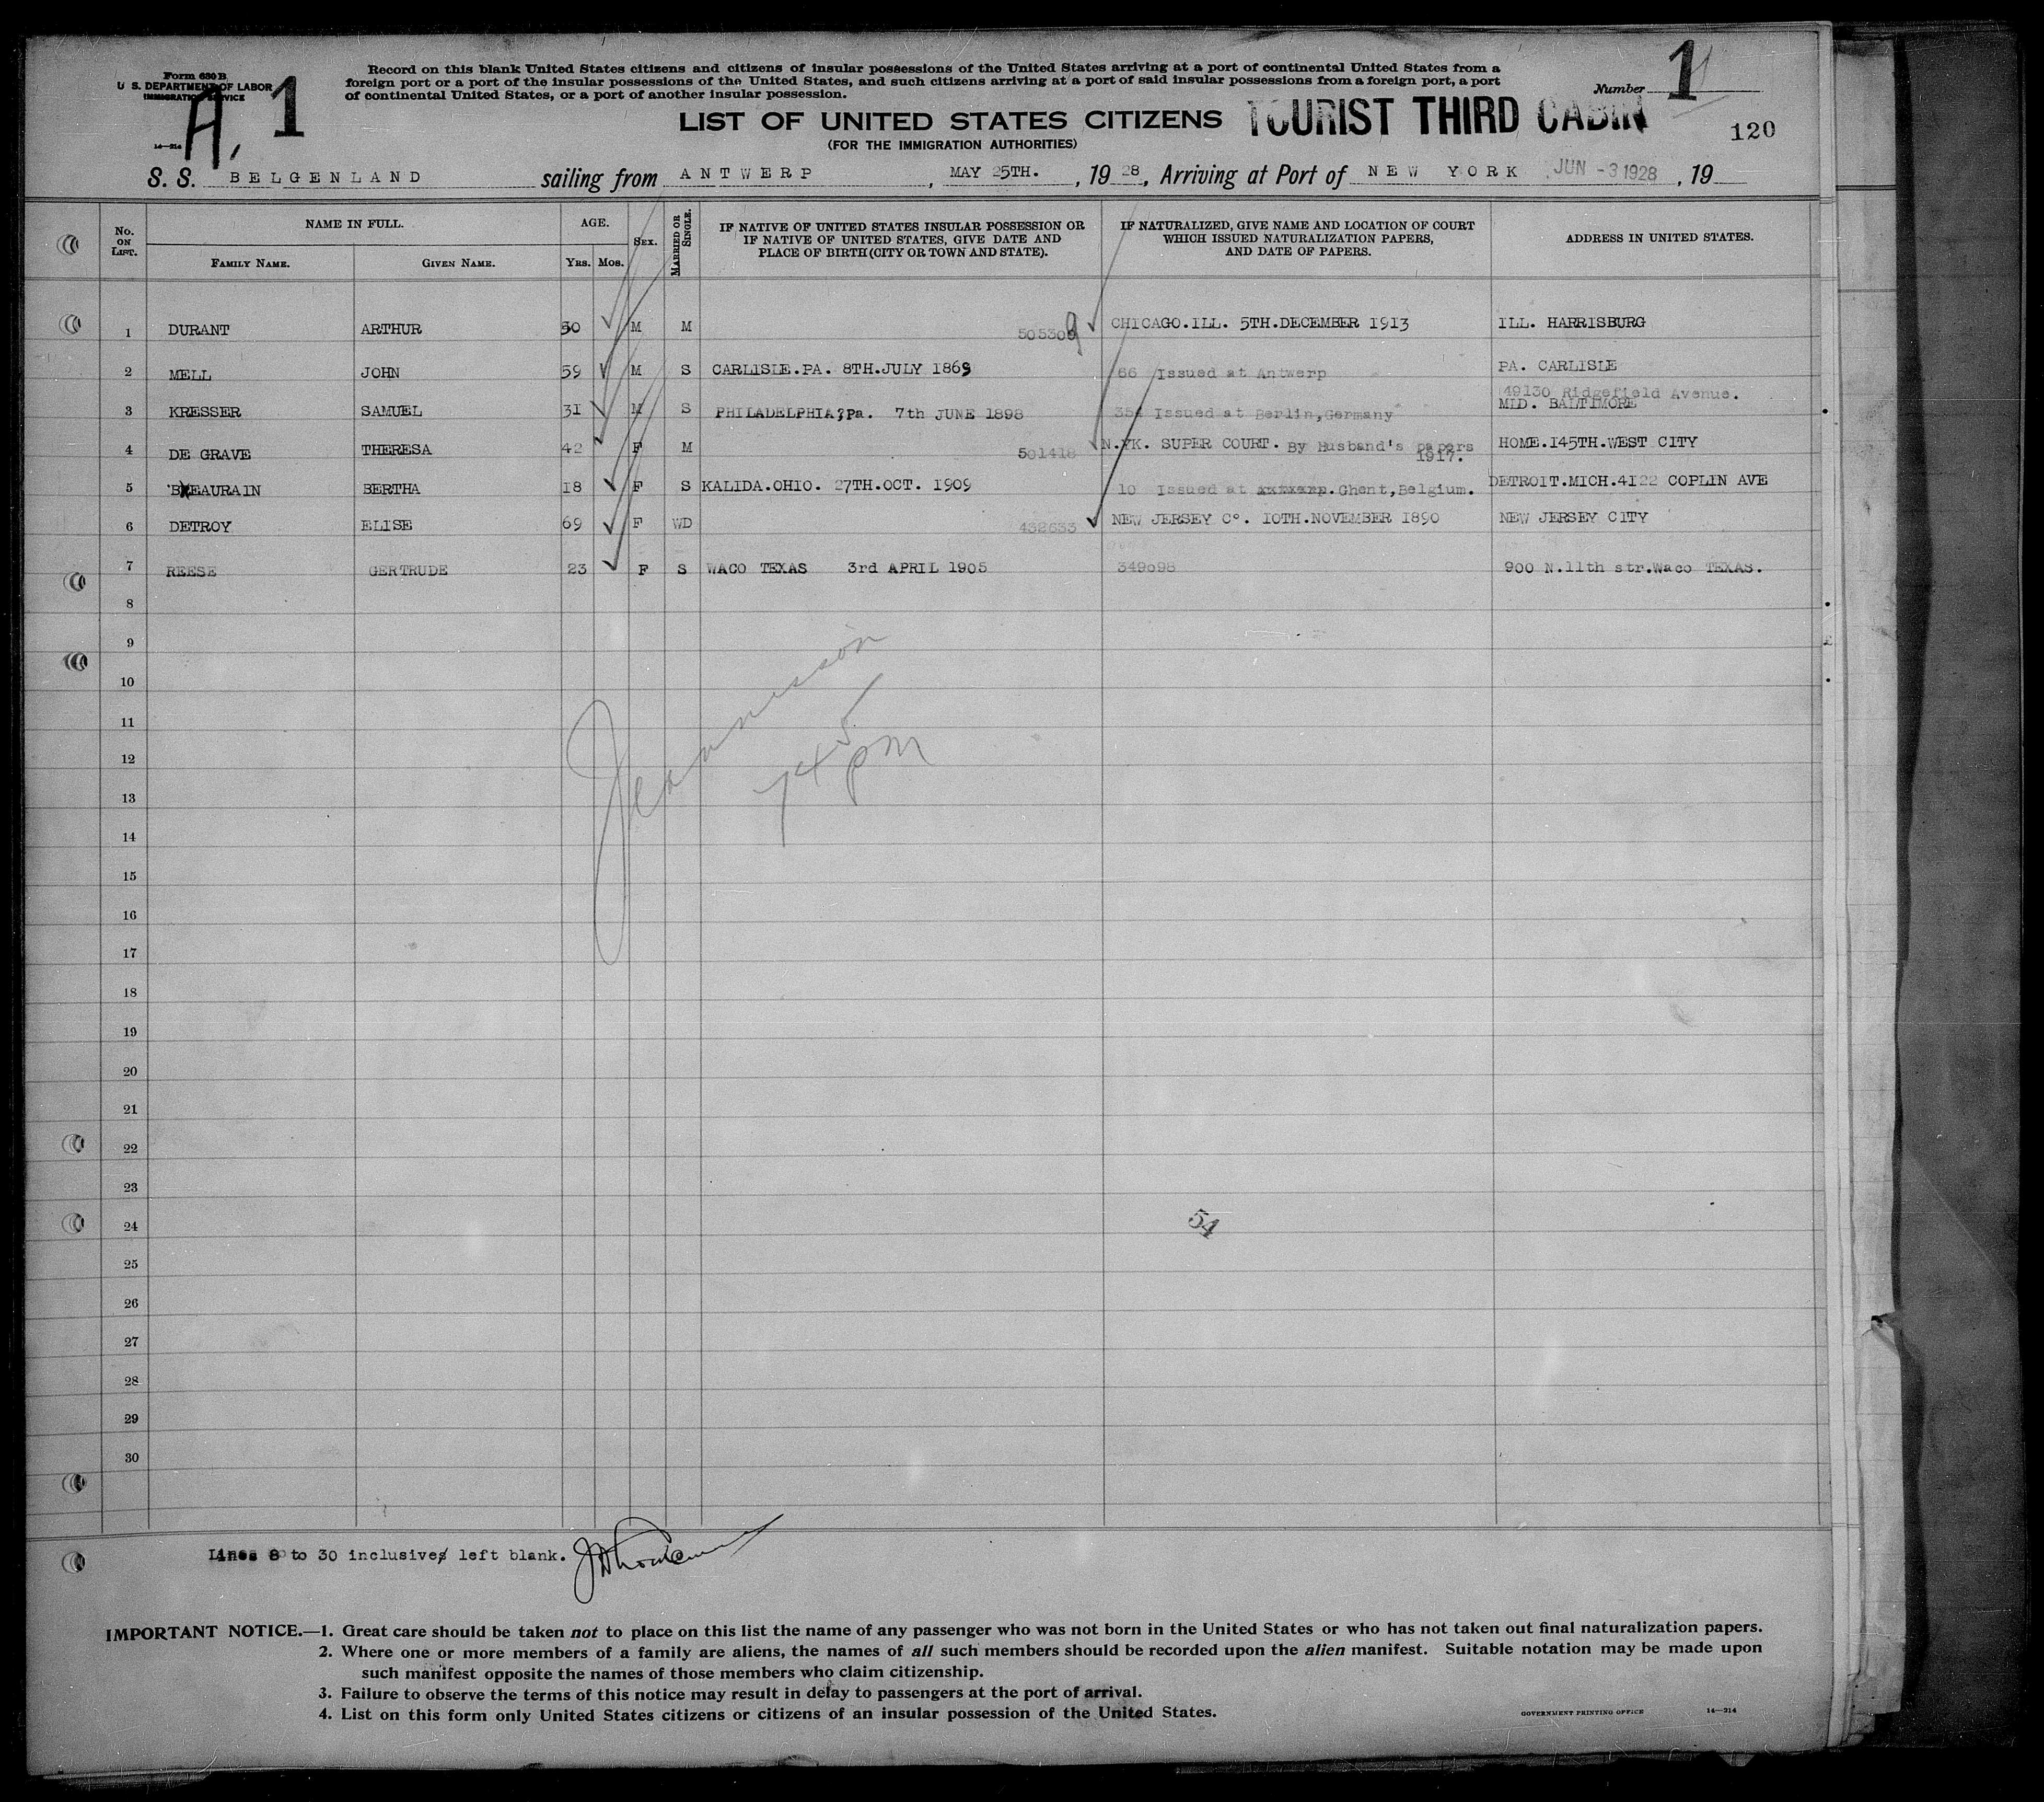 Form 630 B
U. S. DEPARTMENT OF LABOR
IMMIGRATION SERVICE
14—214
A, 1
Record on this blank United States citizens and citizens of insular possessions of the United States arriving at a port of continental United States from a
foreign port or a port of the insular possessions of the United States, and such citizens arriving at a port of said insular possessions from a foreign port, a port
of continental United States, or a port of another insular possession.
Number 1
LIST OF UNITED STATES CITIZENS TOURIST THIRD CABIN
120
(FOR THE IMMIGRATION AUTHORITIES)
S. S. BELGENLAND sailing from ANTWERP, MAY 25TH., 1928, Arriving at Port of NEW YORK JUN -3 1928, 19
No. ON LIST. NAME IN FULL. AGE. SEX. MARRIED OR SINGLE. IF NATIVE OF UNITED STATES INSULAR POSSESSION OR IF NATIVE OF UNITED STATES, GIVE DATE AND PLACE OF BIRTH (CITY OR TOWN AND STATE). IF NATURALIZED, GIVE NAME AND LOCATION OF COURT WHICH ISSUED NATURALIZATION PAPERS, AND DATE OF PAPERS. ADDRESS IN UNITED STATES.
FAMILY NAME. GIVEN NAME. YRS. MOS.
1 DURANT ARTHUR 50 M M 505309 CHICAGO.ILL. 5TH.DECEMBER 1913 ILL. HARRISBURG
2 MELL JOHN 59 M S CARLISLE.PA. 8TH.JULY 1869 66 Issued at Antwerp PA. CARLISLE
49130 Ridgefield Avenue.
3 KRESSER SAMUEL 31 M S PHILADELPHIA,Pa. 7th JUNE 1898 354 Issued at Berlin,Germany MLD. BALTIMORE
4 DE GRAVE THERESA 42 F M 501418 N.YK. SUPER COURT. By Husband's papers 1917. HOME.145TH.WEST CITY
5 BXEAURAIN BERTHA 18 F S KALIDA.OHIO. 27TH.OCT. 1909 10 Issued at Ghent,Belgium. DETROIT.MICH.4122 COPLIN AVE
6 DETROY ELISE 69 F WD 432633 NEW JERSEY Co. 10TH.NOVEMBER 1890 NEW JERSEY CITY
7 REESE GERTRUDE 23 F S WACO TEXAS 3rd APRIL 1905 349698 900 N.11th str.Waco TEXAS.
8
9
10
11
12
13
14
15
16
17
18
19
20
21
22
23
24
25
26
27
28
29
30
745 pm
54
Lines 8 to 30 inclusive left blank.
IMPORTANT NOTICE.—1. Great care should be taken not to place on this list the name of any passenger who was not born in the United States or who has not taken out final naturalization papers.
2. Where one or more members of a family are aliens, the names of all such members should be recorded upon the alien manifest. Suitable notation may be made upon
such manifest opposite the names of those members who claim citizenship.
3. Failure to observe the terms of this notice may result in delay to passengers at the port of arrival.
4. List on this form only United States citizens or citizens of an insular possession of the United States.
GOVERNMENT PRINTING OFFICE 14—214